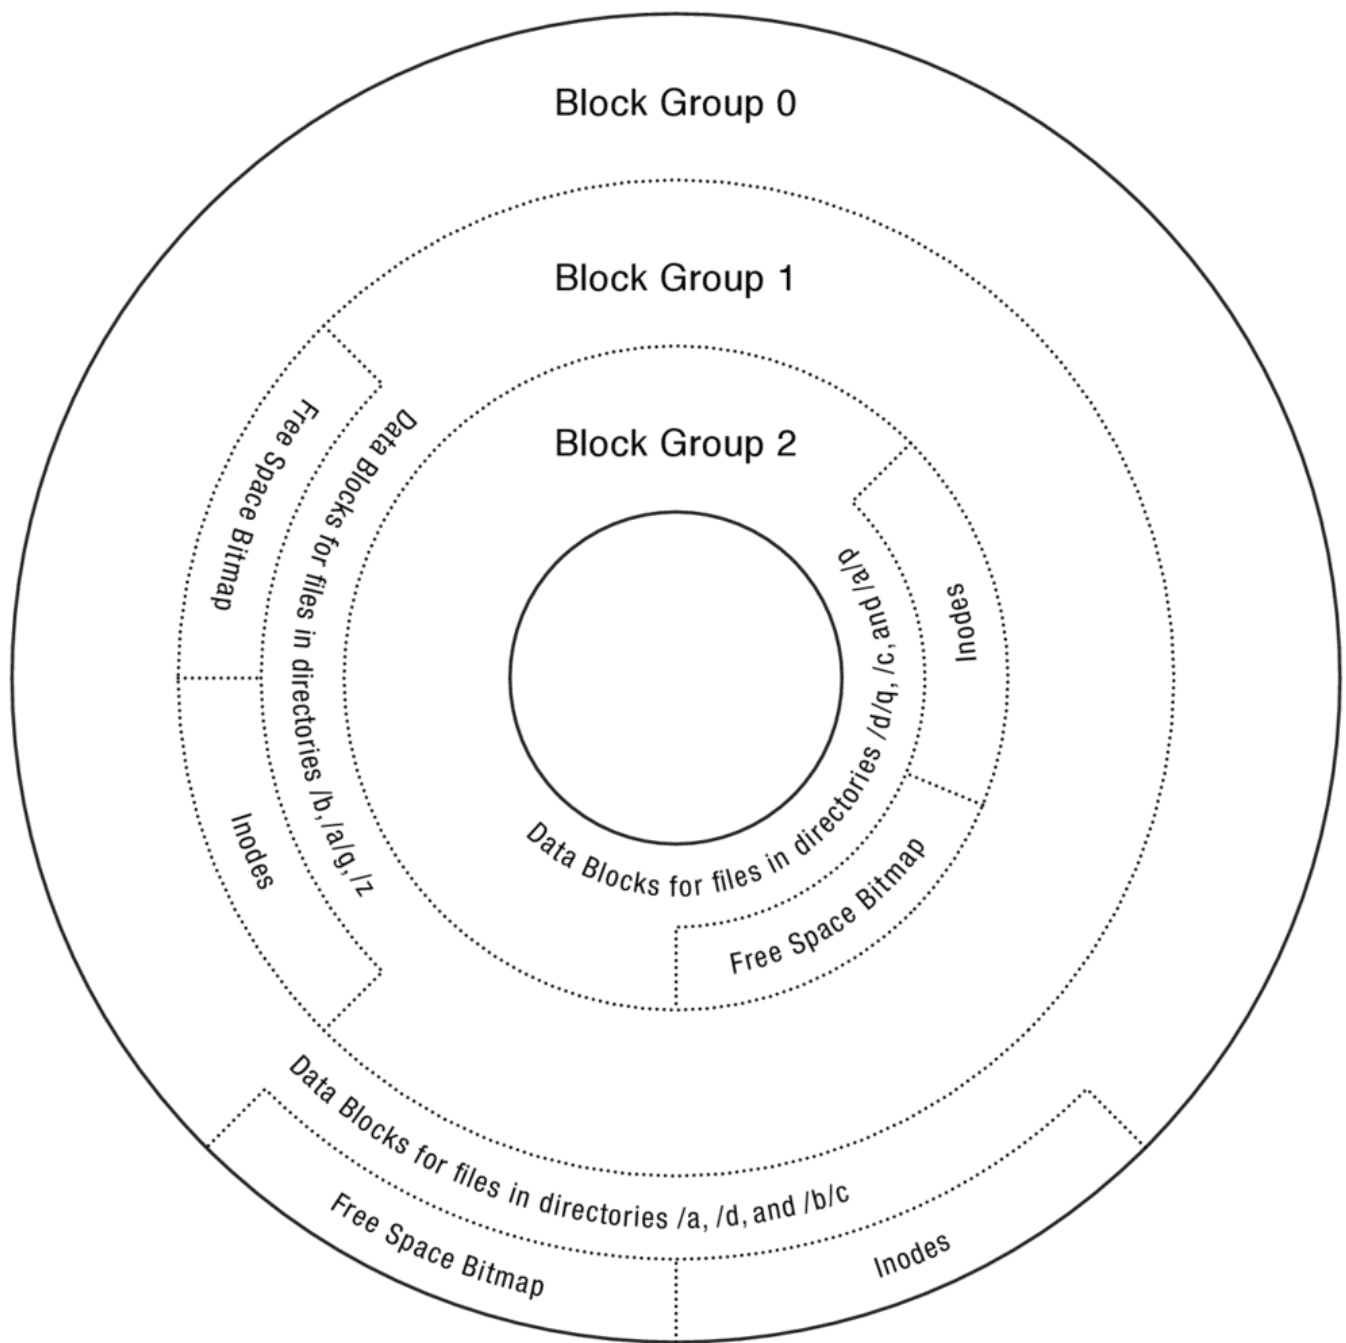 Block Group 0
Block Group 1
Block Group 2
Free Space Bitmap
Data Blocks for files in directories /b, /a/g, /z
Inodes
Inodes
Data Blocks for files in directories /d/q, /c, and /a/p
Free Space Bitmap
Data Blocks for files in directories /a, /d, and /b/c
Free Space Bitmap
Inodes